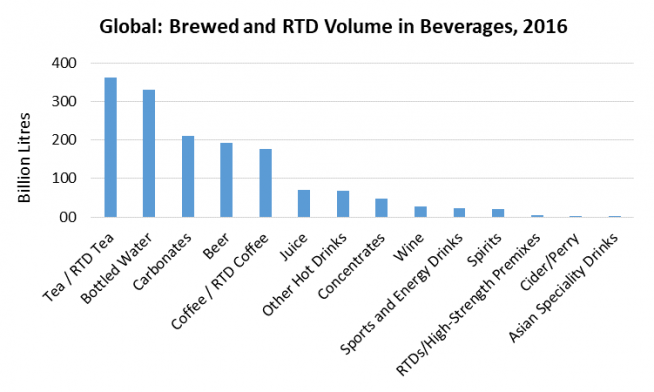 Global: Brewed and RTD Volume in Beverages, 2016
Billion Litres
400
300
200
100
00
Tea / RTD Tea
Bottled Water
Carbonates
Beer
Coffee / RTD Coffee
Juice
Other Hot Drinks
Concentrates
Wine
Sports and Energy Drinks
Spirits
RTDs/High-Strength Premixes
Cider/Perry
Asian Speciality Drinks